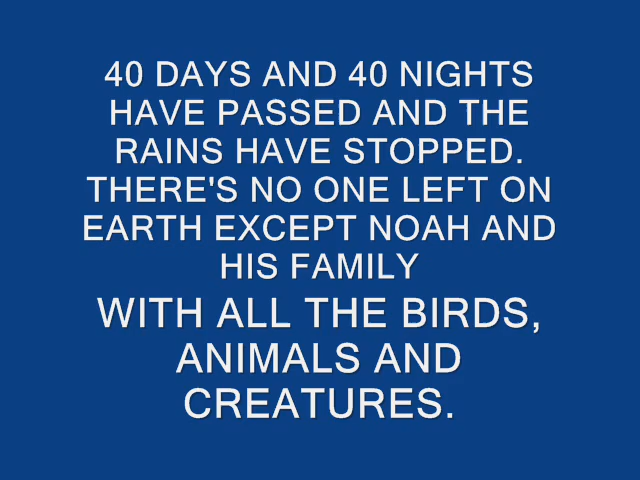 40 DAYS AND 40 NIGHTS
HAVE PASSED AND THE
RAINS HAVE STOPPED.
THERE'S NO ONE LEFT ON
EARTH EXCEPT NOAH AND
HIS FAMILY
WITH ALL THE BIRDS,
ANIMALS AND
CREATURES.